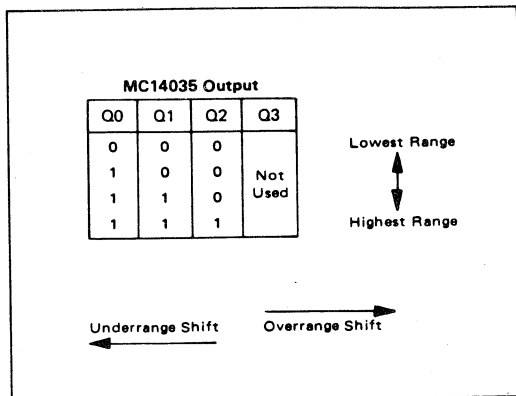 MC14035 Output
Q0 Q1 Q2 Q3
0 0 0
1 0 0
1 1 0
1 1 1
Not
Used
Lowest Range
Highest Range
Underrange Shift Overrange Shift